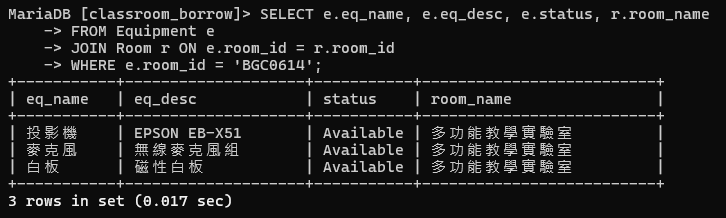 MariaDB [classroom_borrow]> SELECT e.eq_name, e.eq_desc, e.status, r.room_name
    -> FROM Equipment e
    -> JOIN Room r ON e.room_id = r.room_id
    -> WHERE e.room_id = 'BGC0614';
+-----------+------------------+-----------+-----------------------+
| eq_name   | eq_desc          | status    | room_name             |
+-----------+------------------+-----------+-----------------------+
| 投影機    | EPSON EB-X51     | Available | 多功能教學實驗室      |
| 麥克風    | 無線麥克風組     | Available | 多功能教學實驗室      |
| 白板      | 磁性白板         | Available | 多功能教學實驗室      |
+-----------+------------------+-----------+-----------------------+
3 rows in set (0.017 sec)